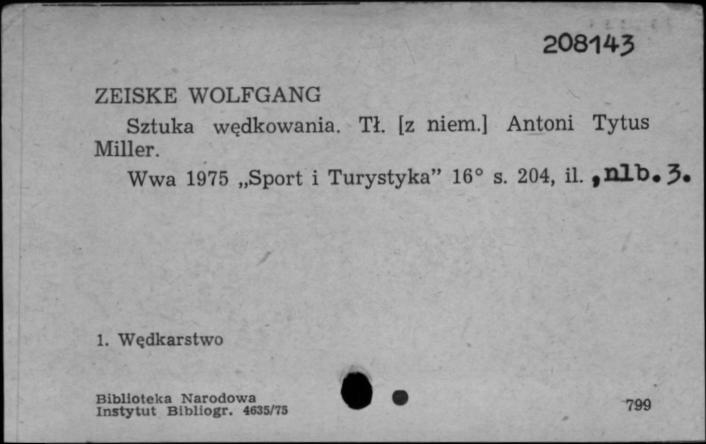 208143
ZEISKE WOLFGANG
Sztuka wędkowania. Tł. [z niem.] Antoni Tytus
Miller.
Wwa 1975 „Sport i Turystyka” 16° s. 204, il. , nlb. 3.
1. Wędkarstwo
Biblioteka Narodowa
Instytut Bibliogr. 4635/75
799